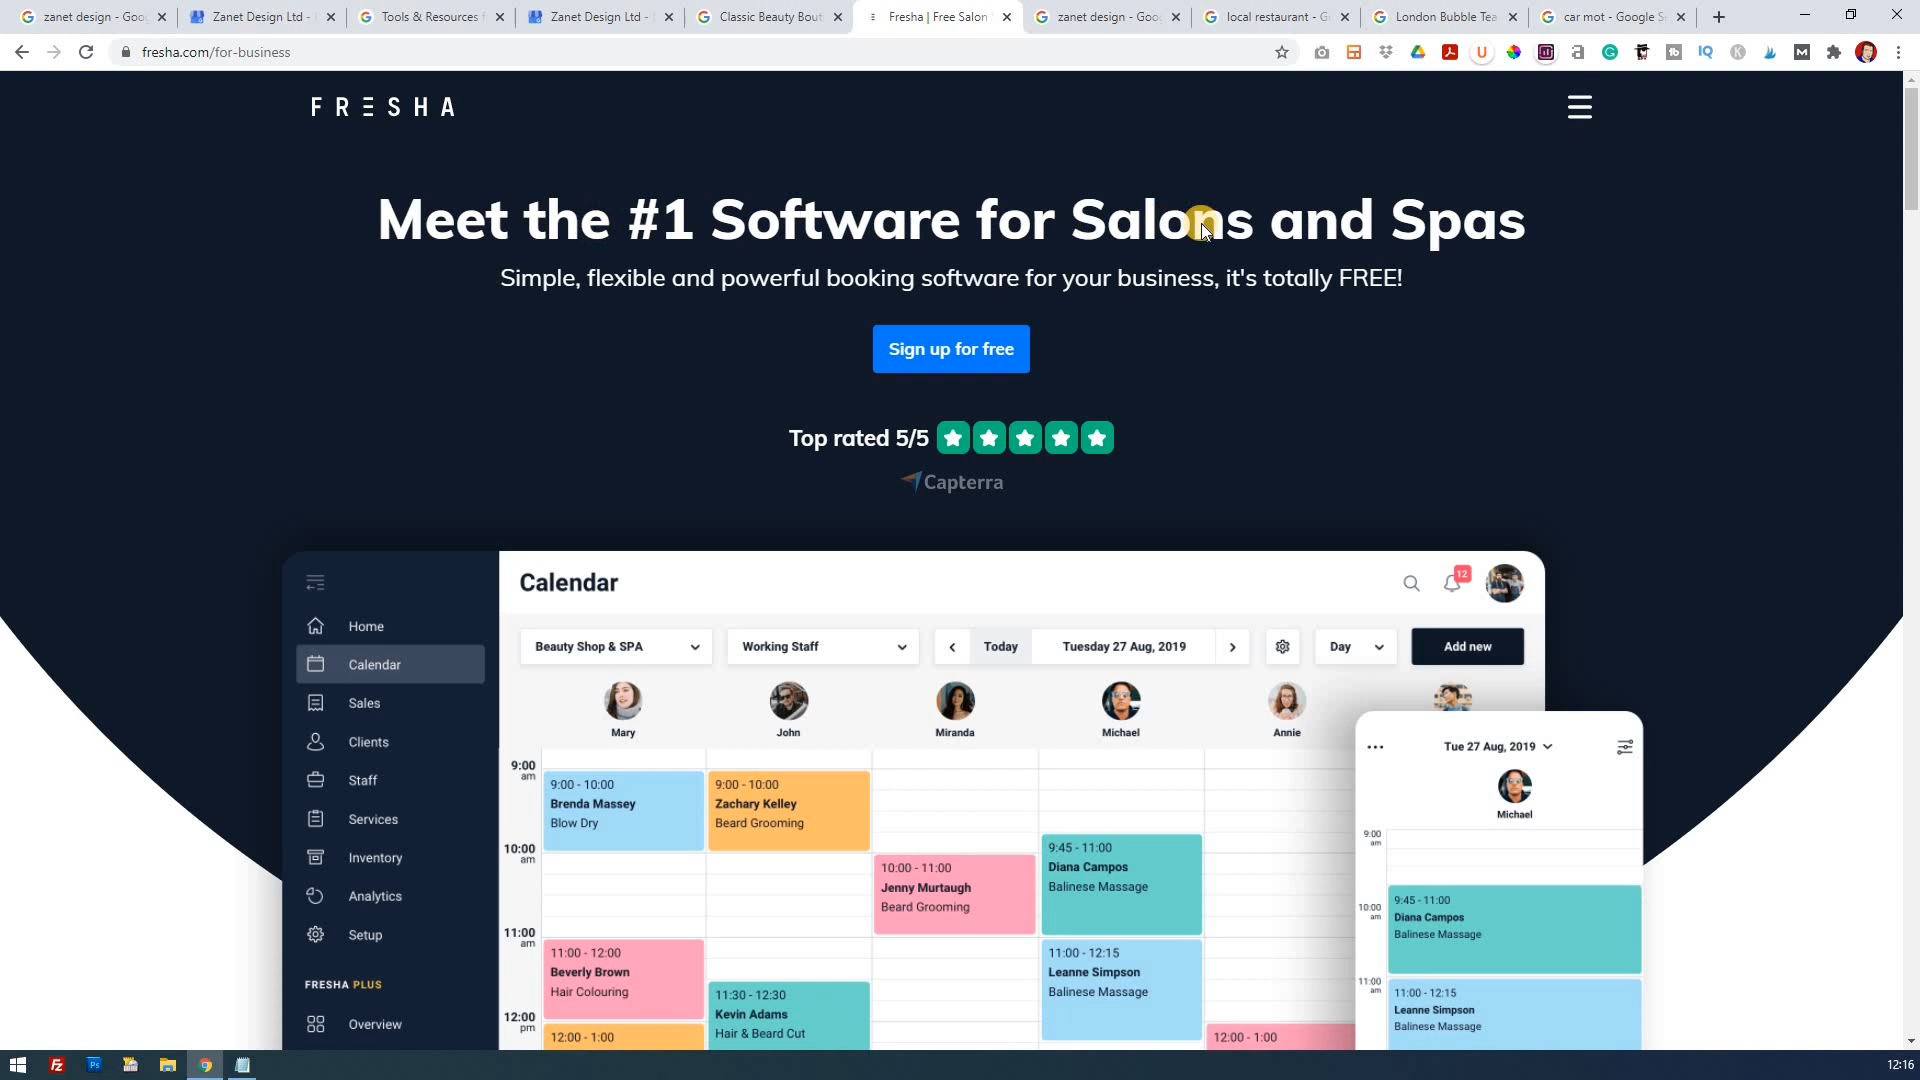 zanet design - Goo
Zanet Design Ltd -
Tools & Resources f
Zanet Design Ltd -
Classic Beauty Bout
Fresha | Free Salon
zanet design - Goo
local restaurant - G
London Bubble Tea
car mot - Google S
fresha.com/for-business
FRESHA
Meet the #1 Software for Salons and Spas
Simple, flexible and powerful booking software for your business, it's totally FREE!
Sign up for free
Top rated 5/5
Capterra
Calendar
12
Home
Calendar
Sales
Clients
Staff
Services
Inventory
Analytics
Setup
FRESHA PLUS
Overview
Beauty Shop & SPA
Working Staff
Today
Tuesday 27 Aug, 2019
Day
Add new
Mary
John
Miranda
Michael
Annie
9:00
am
10:00
am
11:00
am
12:00
pm
9:00 - 10:00
Brenda Massey
Blow Dry
11:00 - 12:00
Beverly Brown
Hair Colouring
12:00 - 1:00
9:00 - 10:00
Zachary Kelley
Beard Grooming
11:30 - 12:30
Kevin Adams
Hair & Beard Cut
10:00 - 11:00
Jenny Murtaugh
Beard Grooming
9:45 - 11:00
Diana Campos
Balinese Massage
11:00 - 12:15
Leanne Simpson
Balinese Massage
12:00 - 1:00
Tue 27 Aug, 2019
Michael
9:00
am
10:00
am
11:00
am
9:45 - 11:00
Diana Campos
Balinese Massage
11:00 - 12:15
Leanne Simpson
Balinese Massage
12:16